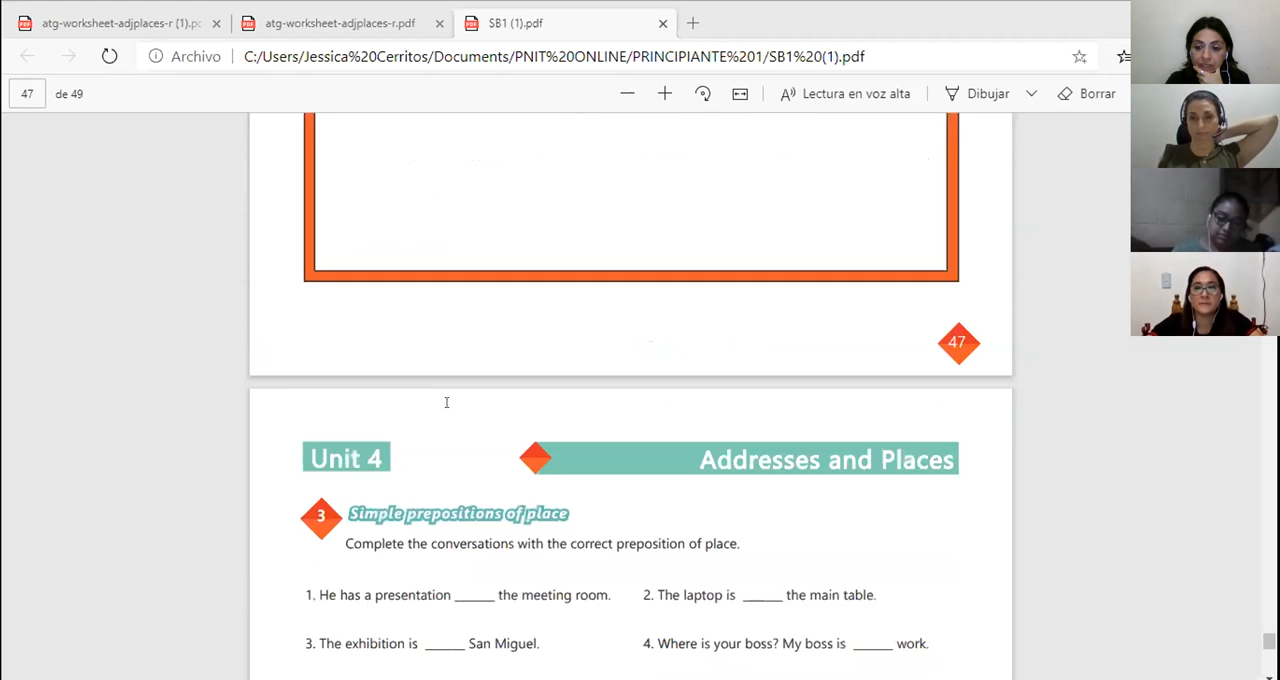 atg-worksheet-adjplaces-r (1).pc
atg-worksheet-adjplaces-r.pdf
SB1 (1).pdf
Archivo
C:/Users/Jessica%20Cerritos/Documents/PNIT%20ONLINE/PRINCIPIANTE%201/SB1%20(1).pdf
47 de 49
Lectura en voz alta
Dibujar
Borrar
47
Unit 4
Addresses and Places
3 Simple prepositions of place
Complete the conversations with the correct preposition of place.
1. He has a presentation ______ the meeting room.
2. The laptop is ______ the main table.
3. The exhibition is ______ San Miguel.
4. Where is your boss? My boss is ______ work.